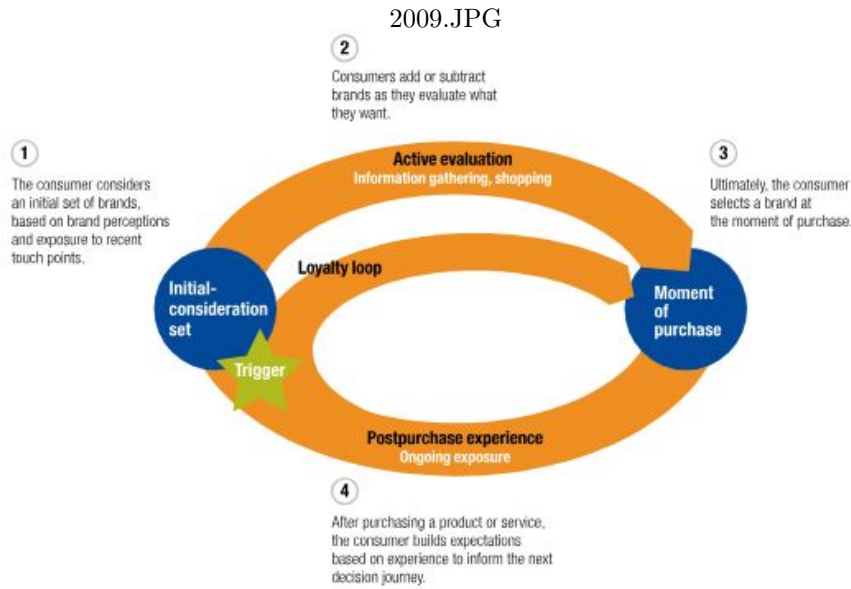 2009.JPG
2
Consumers add or subtract
brands as they evaluate what
they want.
1
The consumer considers
an initial set of brands,
based on brand perceptions
and exposure to recent
touch points.
Active evaluation
Information gathering, shopping
3
Ultimately, the consumer
selects a brand at
the moment of purchase.
Loyalty loop
Initial-
consideration
set
Moment
of
purchase
Trigger
Postpurchase experience
Ongoing exposure
4
After purchasing a product or service,
the consumer builds expectations
based on experience to inform the next
decision journey.